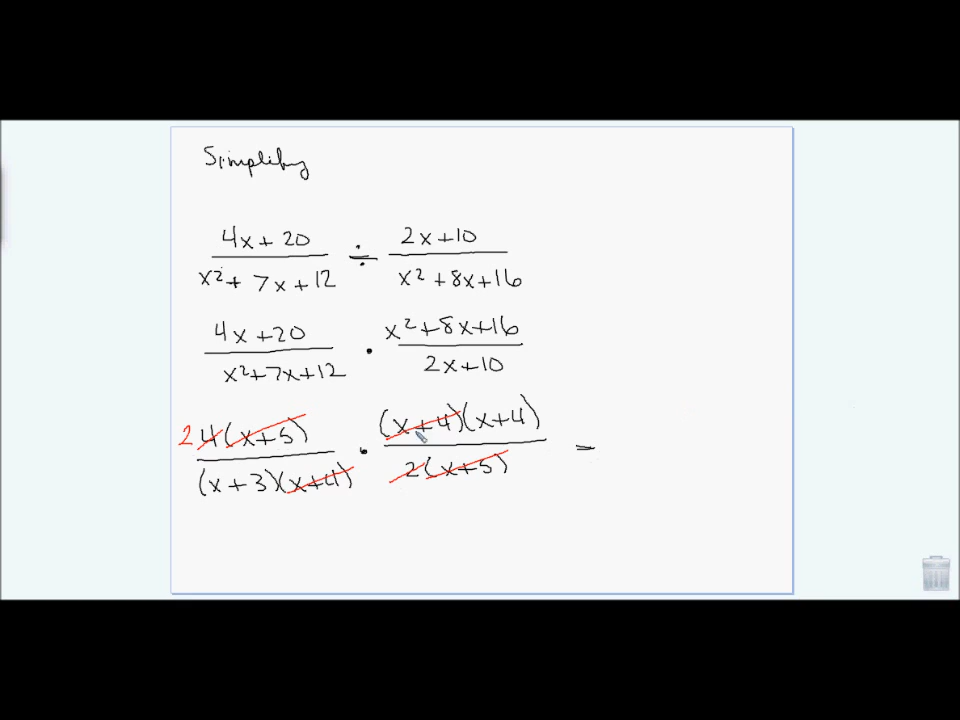 Simplify
4x + 20 / x² + 7x + 12 ÷ 2x + 10 / x² + 8x + 16
4x + 20 / x² + 7x + 12 · x² + 8x + 16 / 2x + 10
2 4(x + 5) / (x + 3)(x + 4) · (x + 4)(x + 4) / 2(x + 5) =